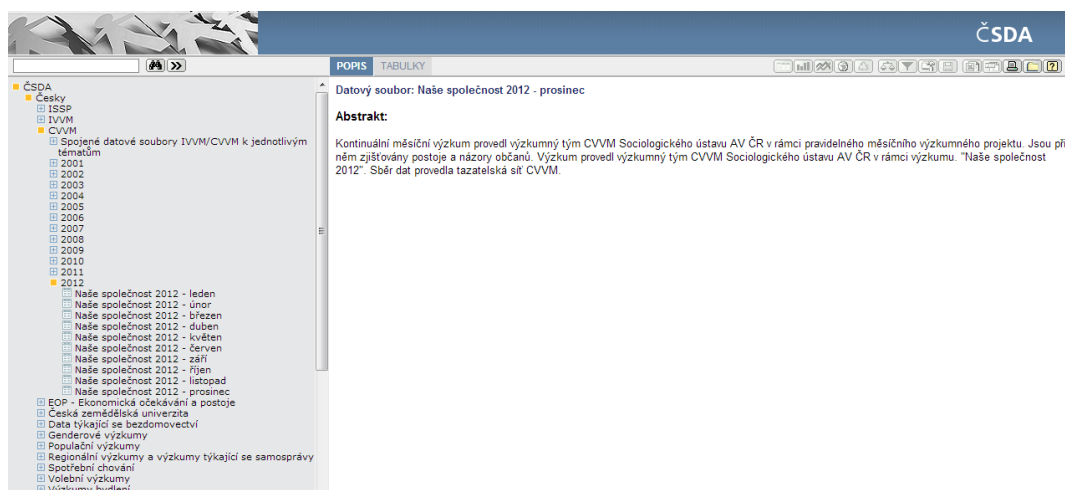 ČSDA
POPIS TABULKY
ČSDA
Česky
ISSP
IVVM
CVVM
Spojené datové soubory IVVM/CVVM k jednotlivým
tématům
2001
2002
2003
2004
2005
2006
2007
2008
2009
2010
2011
2012
Naše společnost 2012 - leden
Naše společnost 2012 - únor
Naše společnost 2012 - březen
Naše společnost 2012 - duben
Naše společnost 2012 - květen
Naše společnost 2012 - červen
Naše společnost 2012 - září
Naše společnost 2012 - říjen
Naše společnost 2012 - listopad
Naše společnost 2012 - prosinec
EOP - Ekonomická očekávání a postoje
Česká zemědělská univerzita
Data týkající se bezdomovectví
Genderové výzkumy
Populační výzkumy
Regionální výzkumy a výzkumy týkající se samosprávy
Spotřební chování
Volební výzkumy
Výzkumy bydlení
Datový soubor: Naše společnost 2012 - prosinec
Abstrakt:
Kontinuální měsíční výzkum provedl výzkumný tým CVVM Sociologického ústavu AV ČR v rámci pravidelného měsíčního výzkumného projektu. Jsou při
něm zjišťovány postoje a názory občanů. Výzkum provedl výzkumný tým CVVM Sociologického ústavu AV ČR v rámci výzkumu. "Naše společnost
2012". Sběr dat provedla tazatelská síť CVVM.